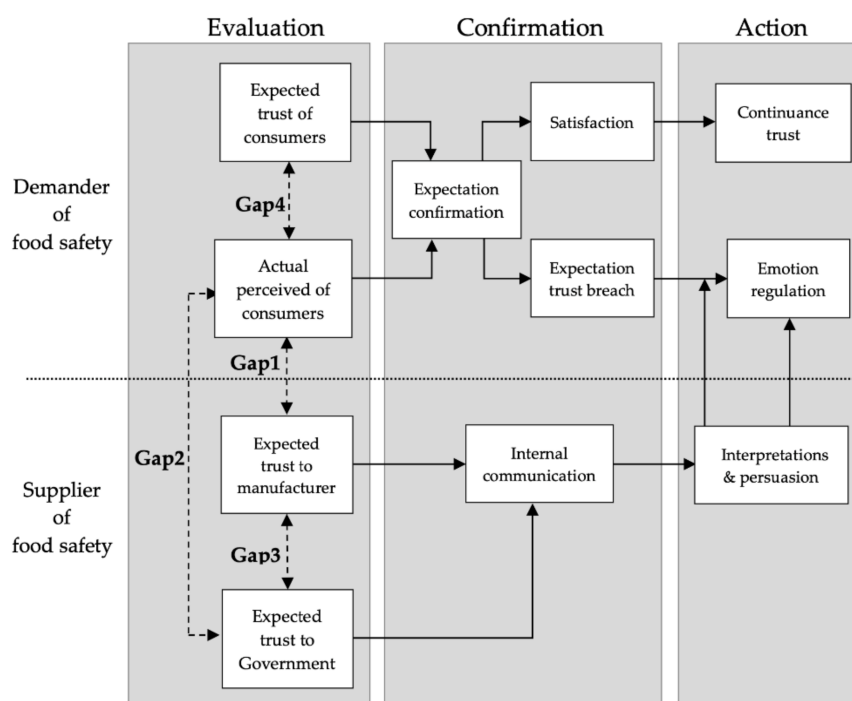 Evaluation
Confirmation
Action
Demander
of
food safety
Expected
trust of
consumers
Gap4
Actual
perceived of
consumers
Expectation
confirmation
Satisfaction
Expectation
trust breach
Continuance
trust
Emotion
regulation
Gap1
Gap2
Supplier
of
food safety
Expected
trust to
manufacturer
Gap3
Expected
trust to
Government
Internal
communication
Interpretations
& persuasion